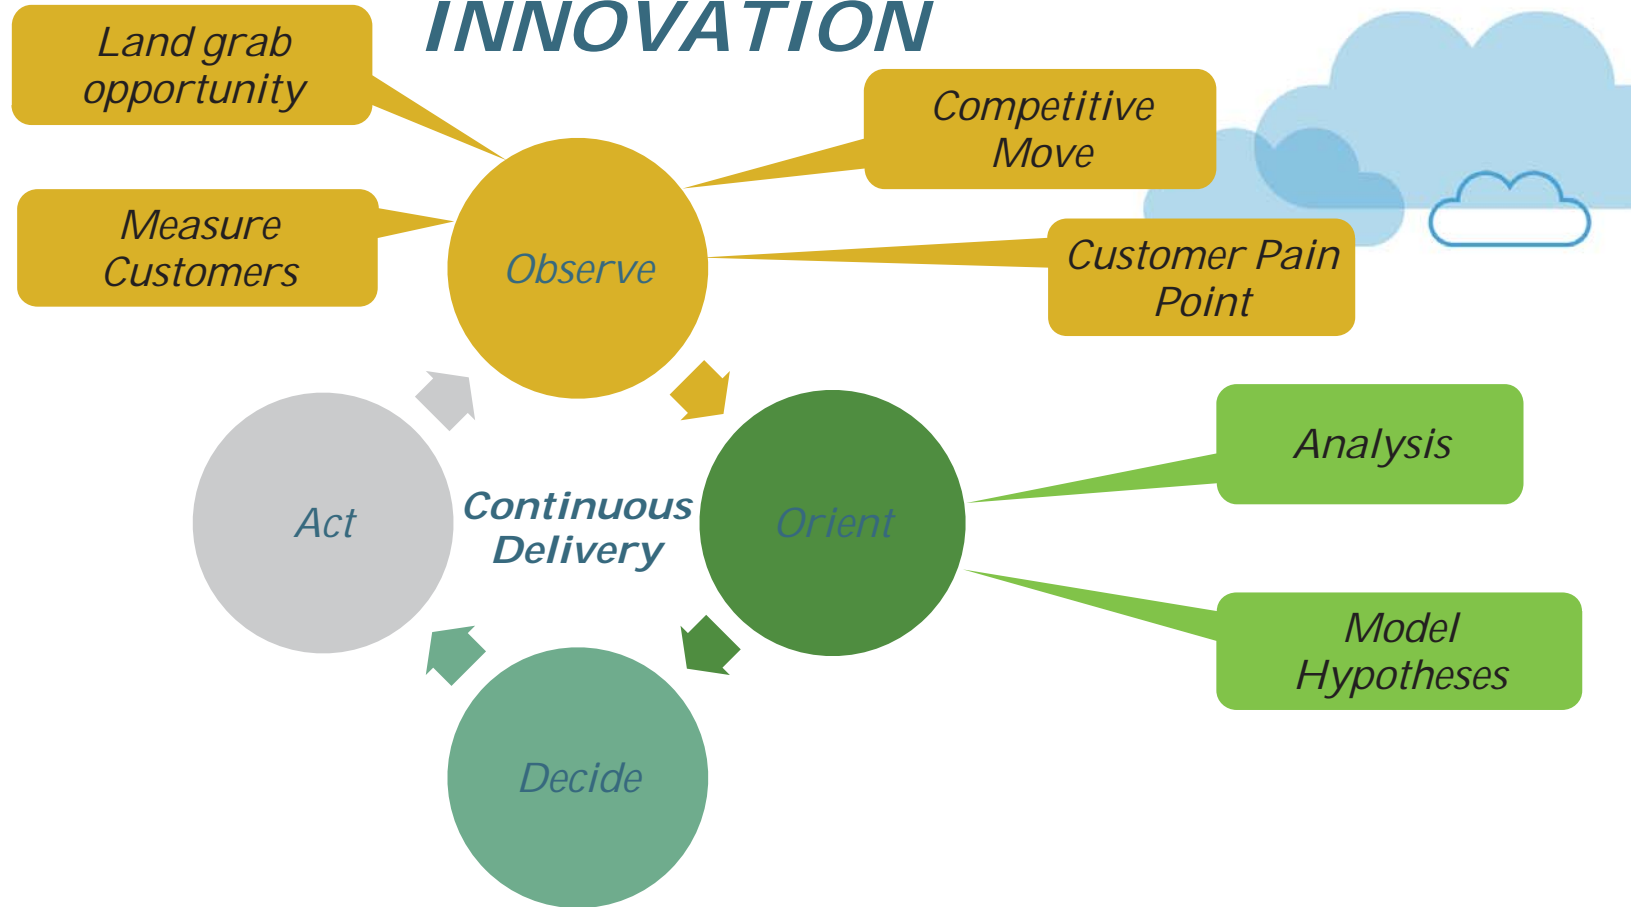 INNOVATION
Land grab
opportunity
Competitive
Move
Measure
Customers
Customer Pain
Point
Observe
Analysis
Act
Continuous
Delivery
Orient
Model
Hypotheses
Decide